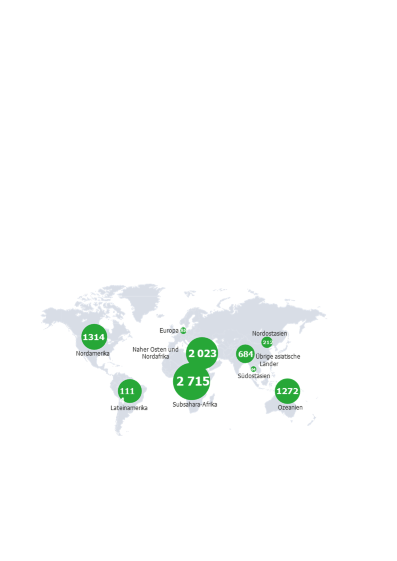 Nordostasien
Europa
1314
Naher Osten und
Nordafrika
2 023
684
Nordamerika
Übrige asiatische
Länder
Südostasien
2 715
111
1272
Subsahara-Afrika
Lateinamerika
Ozeanien